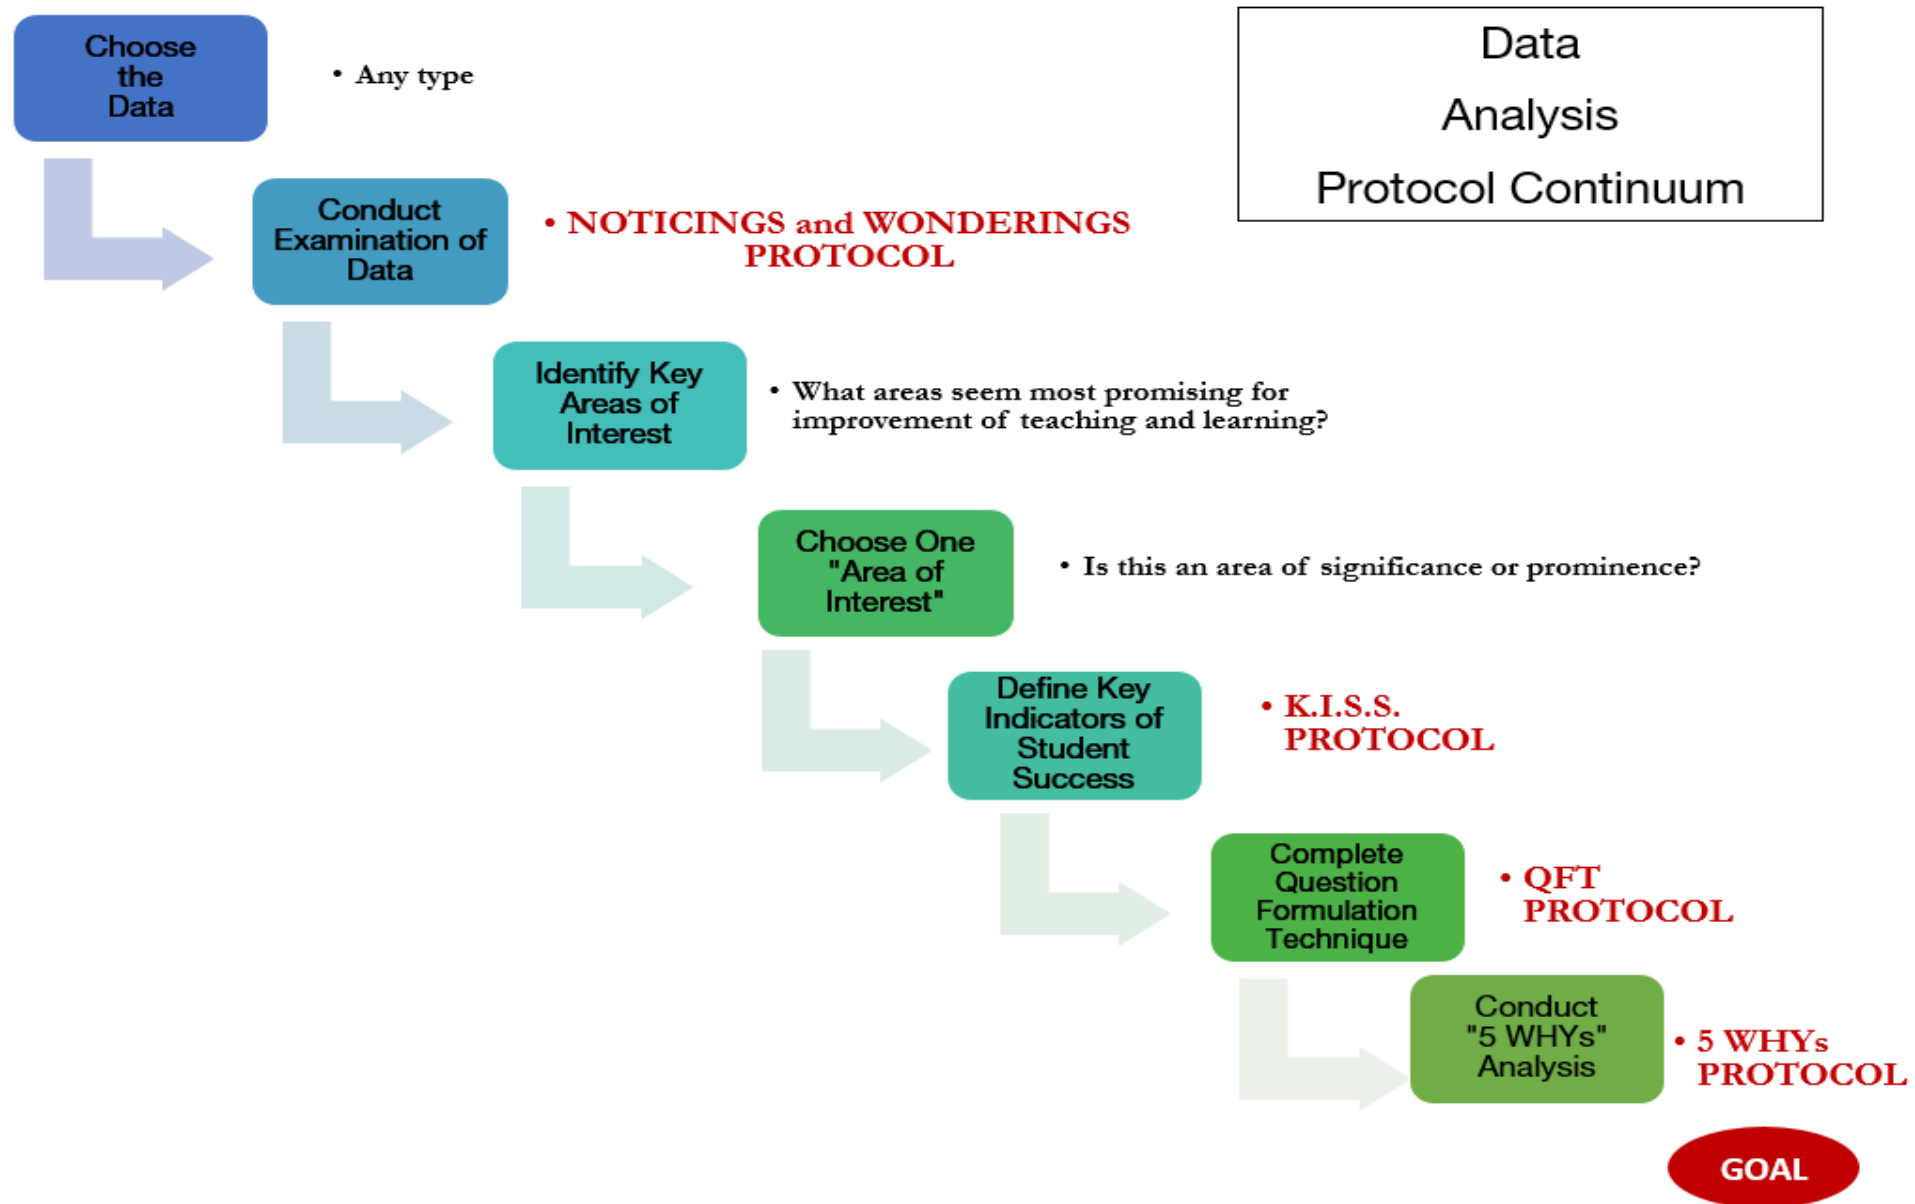 Choose
the
Data
• Any type
Data
Analysis
Protocol Continuum
Conduct
Examination of
Data
• NOTICINGS and WONDERINGS
PROTOCOL
Identify Key
Areas of
Interest
• What areas seem most promising for
improvement of teaching and learning?
Choose One
"Area of
Interest"
• Is this an area of significance or prominence?
Define Key
Indicators of
Student
Success
• K.I.S.S.
PROTOCOL
Complete
Question
Formulation
Technique
• QFT
PROTOCOL
Conduct
"5 WHYs"
Analysis
• 5 WHYs
PROTOCOL
GOAL